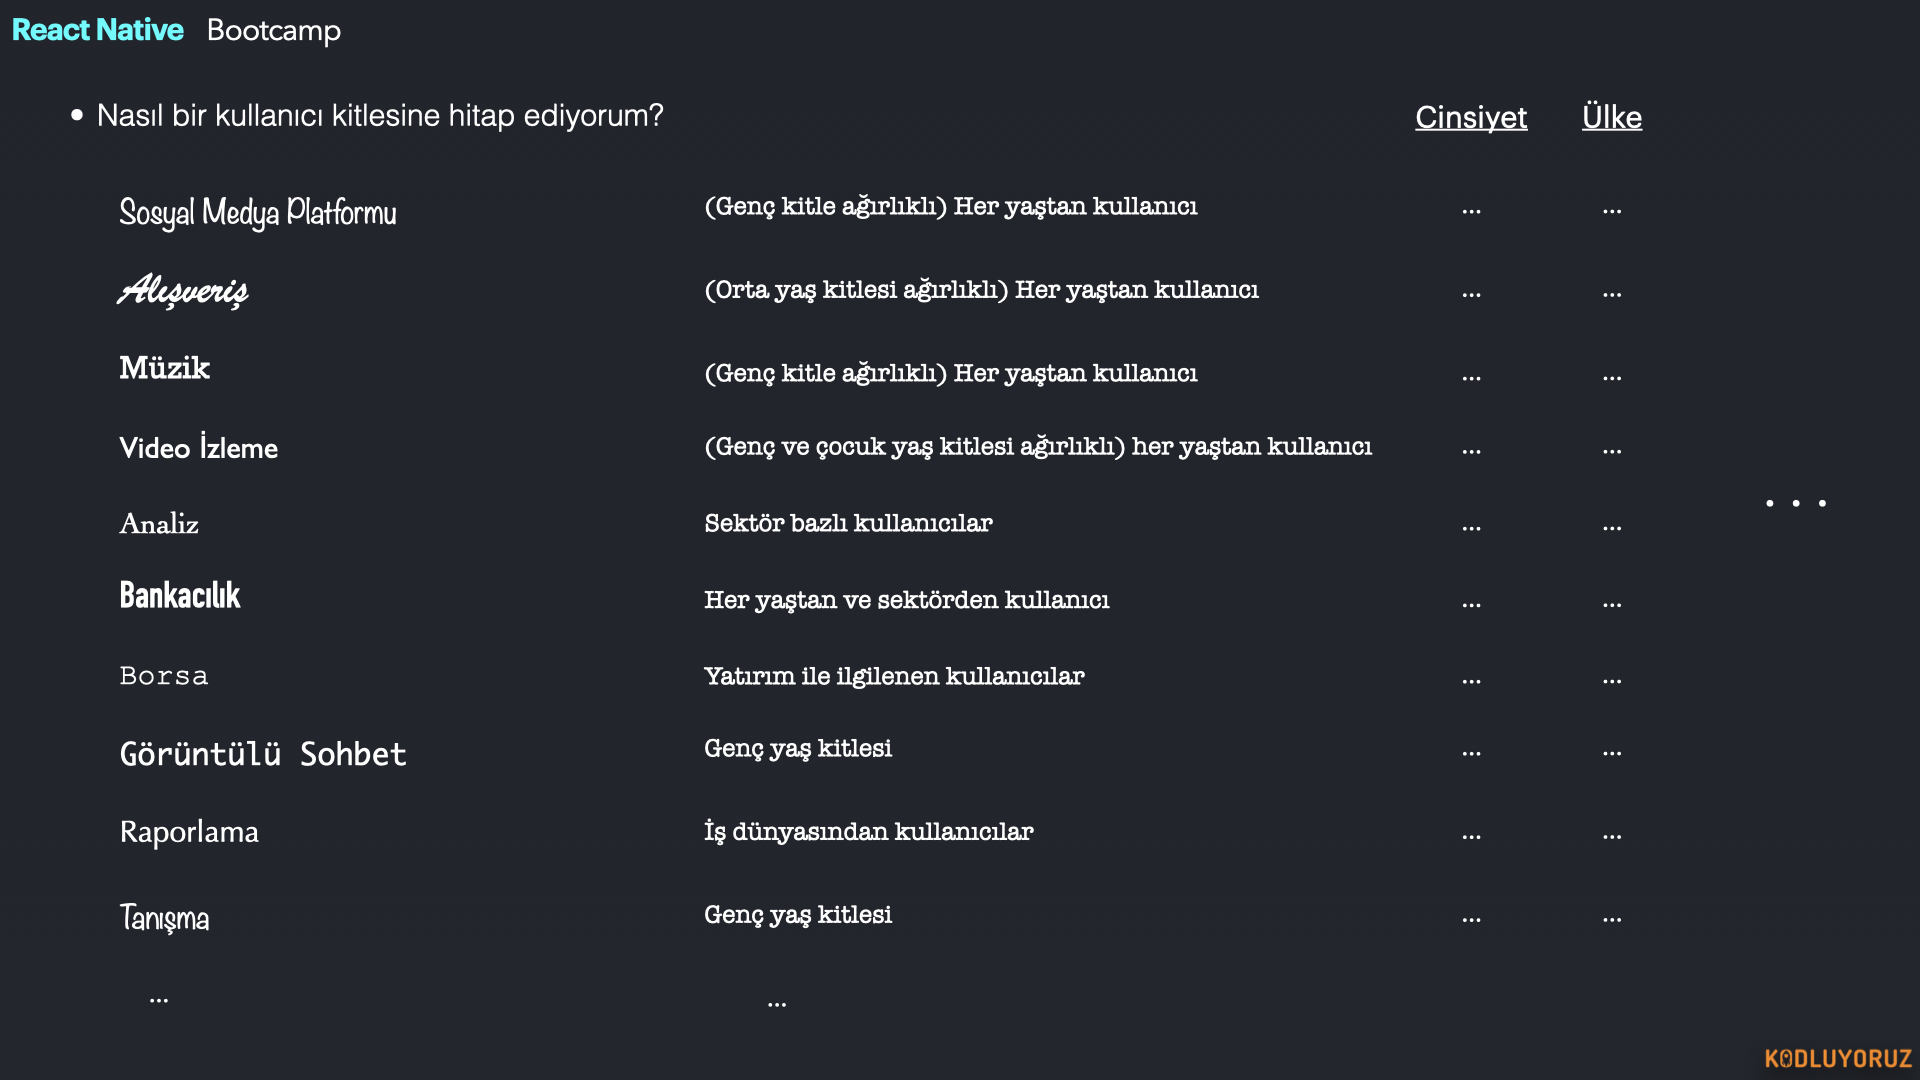 React Native Bootcamp
• Nasıl bir kullanıcı kitlesine hitap ediyorum? Cinsiyet Ülke
Sosyal Medya Platformu (Genç kitle ağırlıklı) Her yaştan kullanıcı ... ...
Alışveriş (Orta yaş kitlesi ağırlıklı) Her yaştan kullanıcı ... ...
Müzik (Genç kitle ağırlıklı) Her yaştan kullanıcı ... ...
Video İzleme (Genç ve çocuk yaş kitlesi ağırlıklı) her yaştan kullanıcı ... ...
. . .
Analiz Sektör bazlı kullanıcılar ... ...
Bankacılık Her yaştan ve sektörden kullanıcı ... ...
Borsa Yatırım ile ilgilenen kullanıcılar ... ...
Görüntülü Sohbet Genç yaş kitlesi ... ...
Raporlama İş dünyasından kullanıcılar ... ...
Tanışma Genç yaş kitlesi ... ...
... ...
KODLUYORUZ